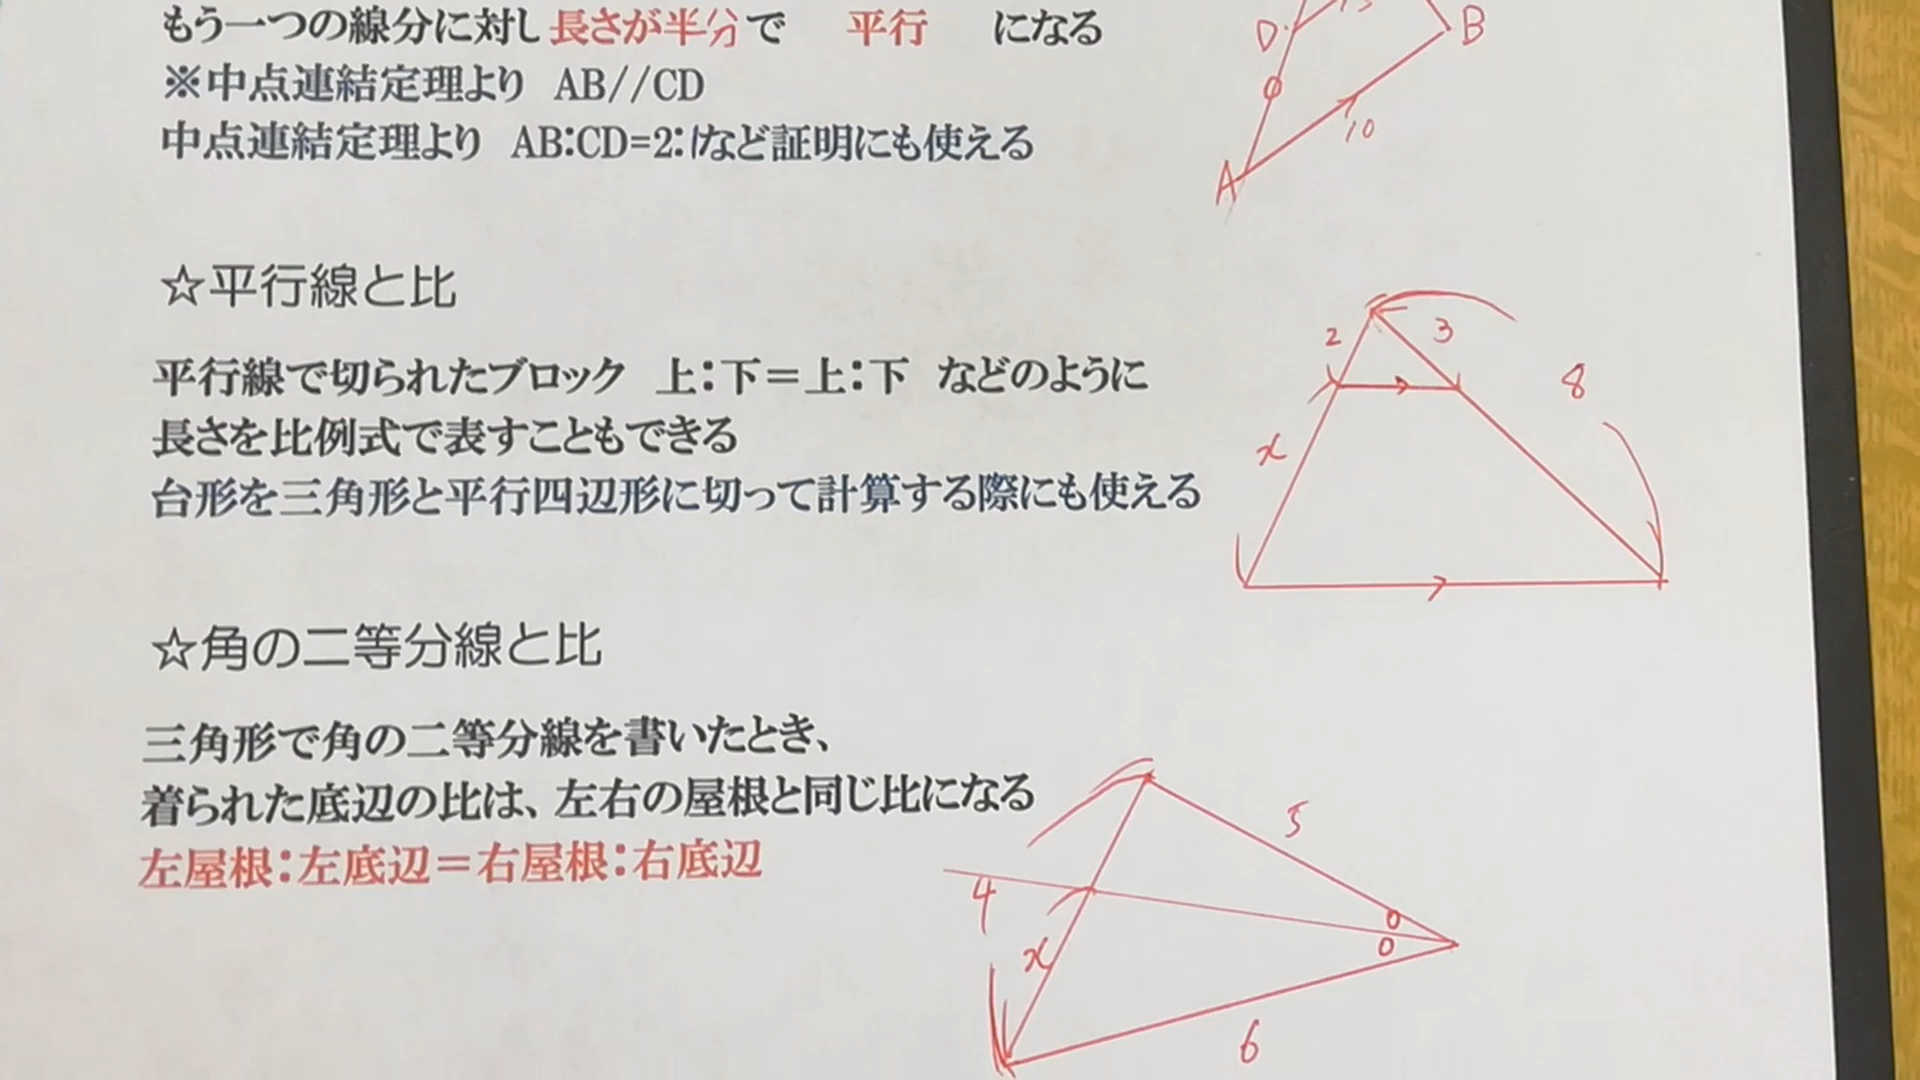 もう一つの線分に対し 長さが半分で 平行 になる
※中点連結定理より AB//CD
中点連結定理より AB:CD=2:1など証明にも使える
D
B
10
A
☆平行線と比
平行線で切られたブロック 上:下＝上:下 などのように
長さを比例式で表すこともできる
台形を三角形と平行四辺形に切って計算する際にも使える
2
3
8
x
☆角の二等分線と比
三角形で角の二等分線を書いたとき、
着られた底辺の比は、左右の屋根と同じ比になる
左屋根:左底辺＝右屋根:右底辺
5
4
x
6